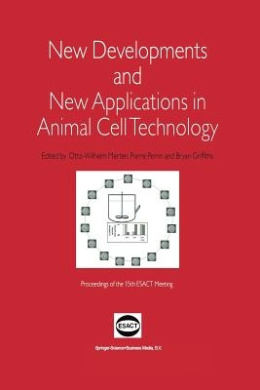 New Developments
and
New Applications in
Animal Cell Technology
Edited by Otto-Wilhelm Merten, Pierre Perrin and Bryan Griffiths
Proceedings of the 15th ESACT Meeting
ESACT
Springer-Science+Business Media, B.V.